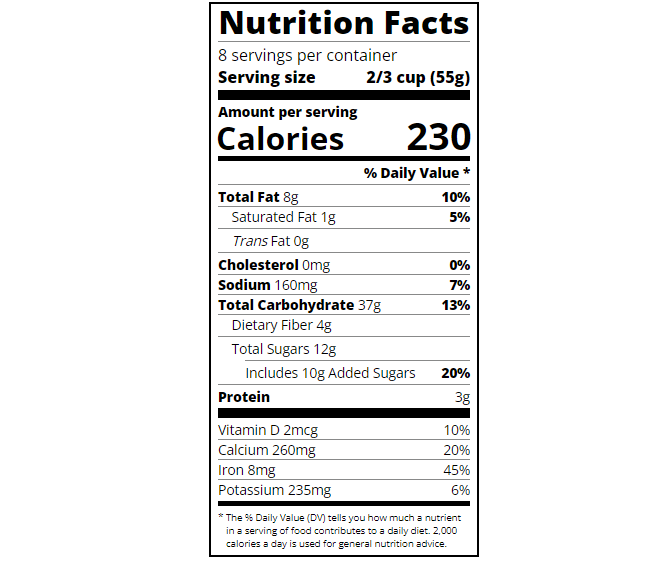 Nutrition Facts
8 servings per container
Serving size 2/3 cup (55g)
Amount per serving
Calories 230
% Daily Value *
Total Fat 8g 10%
Saturated Fat 1g 5%
Trans Fat 0g
Cholesterol 0mg 0%
Sodium 160mg 7%
Total Carbohydrate 37g 13%
Dietary Fiber 4g
Total Sugars 12g
Includes 10g Added Sugars 20%
Protein 3g
Vitamin D 2mcg 10%
Calcium 260mg 20%
Iron 8mg 45%
Potassium 235mg 6%
* The % Daily Value (DV) tells you how much a nutrient
in a serving of food contributes to a daily diet. 2,000
calories a day is used for general nutrition advice.